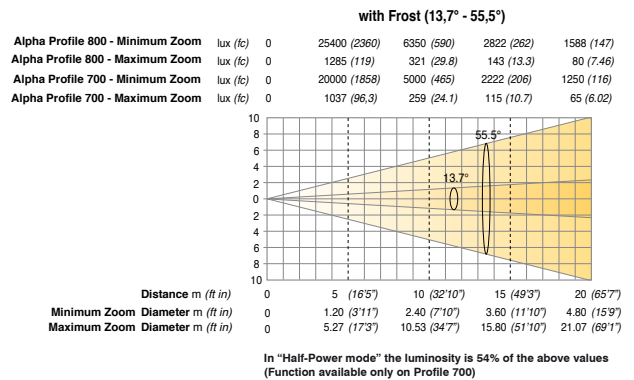 with Frost (13,7° - 55,5°)
Alpha Profile 800 - Minimum Zoom lux (fc) 0 25400 (2360) 6350 (590) 2822 (262) 1588 (147)
Alpha Profile 800 - Maximum Zoom lux (fc) 0 1285 (119) 321 (29.8) 143 (13.3) 80 (7.46)
Alpha Profile 700 - Minimum Zoom lux (fc) 0 20000 (1858) 5000 (465) 2222 (206) 1250 (116)
Alpha Profile 700 - Maximum Zoom lux (fc) 0 1037 (96,3) 259 (24.1) 115 (10.7) 65 (6.02)
10
8
6
4
2
0
2
4
6
8
10
55.5°
13.7°
Distance m (ft in) 0 5 (16'5") 10 (32'10") 15 (49'3") 20 (65'7")
Minimum Zoom Diameter m (ft in) 0 1.20 (3'11") 2.40 (7'10") 3.60 (11'10") 4.80 (15'9")
Maximum Zoom Diameter m (ft in) 0 5.27 (17'3") 10.53 (34'7") 15.80 (51'10") 21.07 (69'1")
In "Half-Power mode" the luminosity is 54% of the above values
(Function available only on Profile 700)